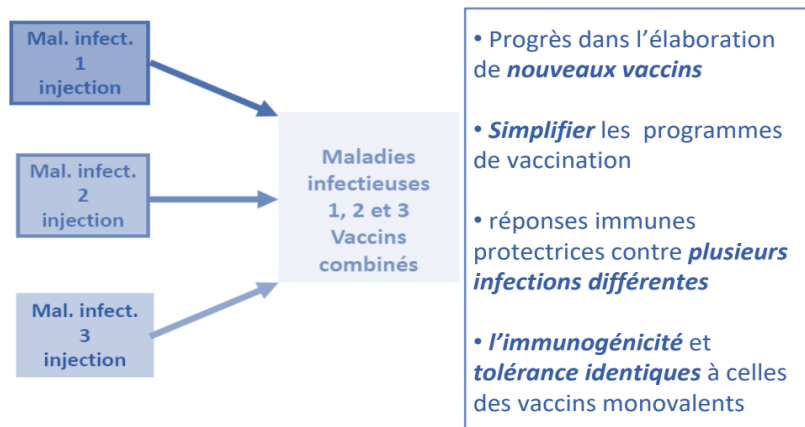 Mal. infect.
1
injection
Mal. infect.
2
injection
Mal. infect.
3
injection
Maladies
infectieuses
1, 2 et 3
Vaccins
combinés
• Progrès dans l’élaboration
de nouveaux vaccins
• Simplifier les programmes
de vaccination
• réponses immunes
protectrices contre plusieurs
infections différentes
• l’immunogénicité et
tolérance identiques à celles
des vaccins monovalents